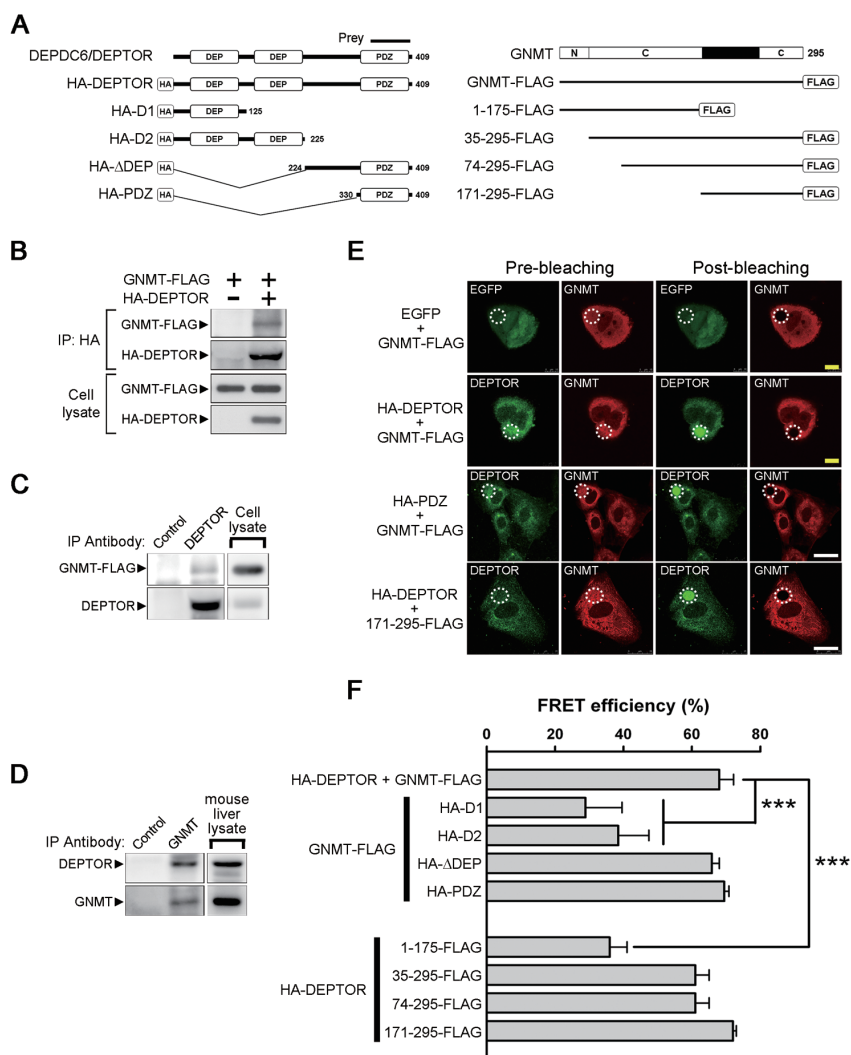 A
Prey
DEPDC6/DEPTOR DEP DEP PDZ 409
HA-DEPTOR HA DEP DEP PDZ 409
HA-D1 HA DEP 125
HA-D2 HA DEP DEP 225
HA-ΔDEP HA 224 PDZ 409
HA-PDZ HA 330 PDZ 409
GNMT N C C 295
GNMT-FLAG FLAG
1-175-FLAG FLAG
35-295-FLAG FLAG
74-295-FLAG FLAG
171-295-FLAG FLAG
B
GNMT-FLAG + +
HA-DEPTOR - +
IP: HA
GNMT-FLAG
HA-DEPTOR
Cell
lysate
GNMT-FLAG
HA-DEPTOR
C
IP Antibody: Control DEPTOR Cell
lysate
GNMT-FLAG
DEPTOR
D
IP Antibody: Control GNMT mouse
liver
lysate
DEPTOR
GNMT
E
Pre-bleaching Post-bleaching
EGFP
+
GNMT-FLAG
EGFP GNMT EGFP GNMT
HA-DEPTOR
+
GNMT-FLAG
DEPTOR GNMT DEPTOR GNMT
HA-PDZ
+
GNMT-FLAG
DEPTOR GNMT DEPTOR GNMT
HA-DEPTOR
+
171-295-FLAG
DEPTOR GNMT DEPTOR GNMT
F
FRET efficiency (%)
0 20 40 60 80
HA-DEPTOR + GNMT-FLAG
GNMT-FLAG
HA-D1
HA-D2
HA-ΔDEP
HA-PDZ
***
***
HA-DEPTOR
1-175-FLAG
35-295-FLAG
74-295-FLAG
171-295-FLAG